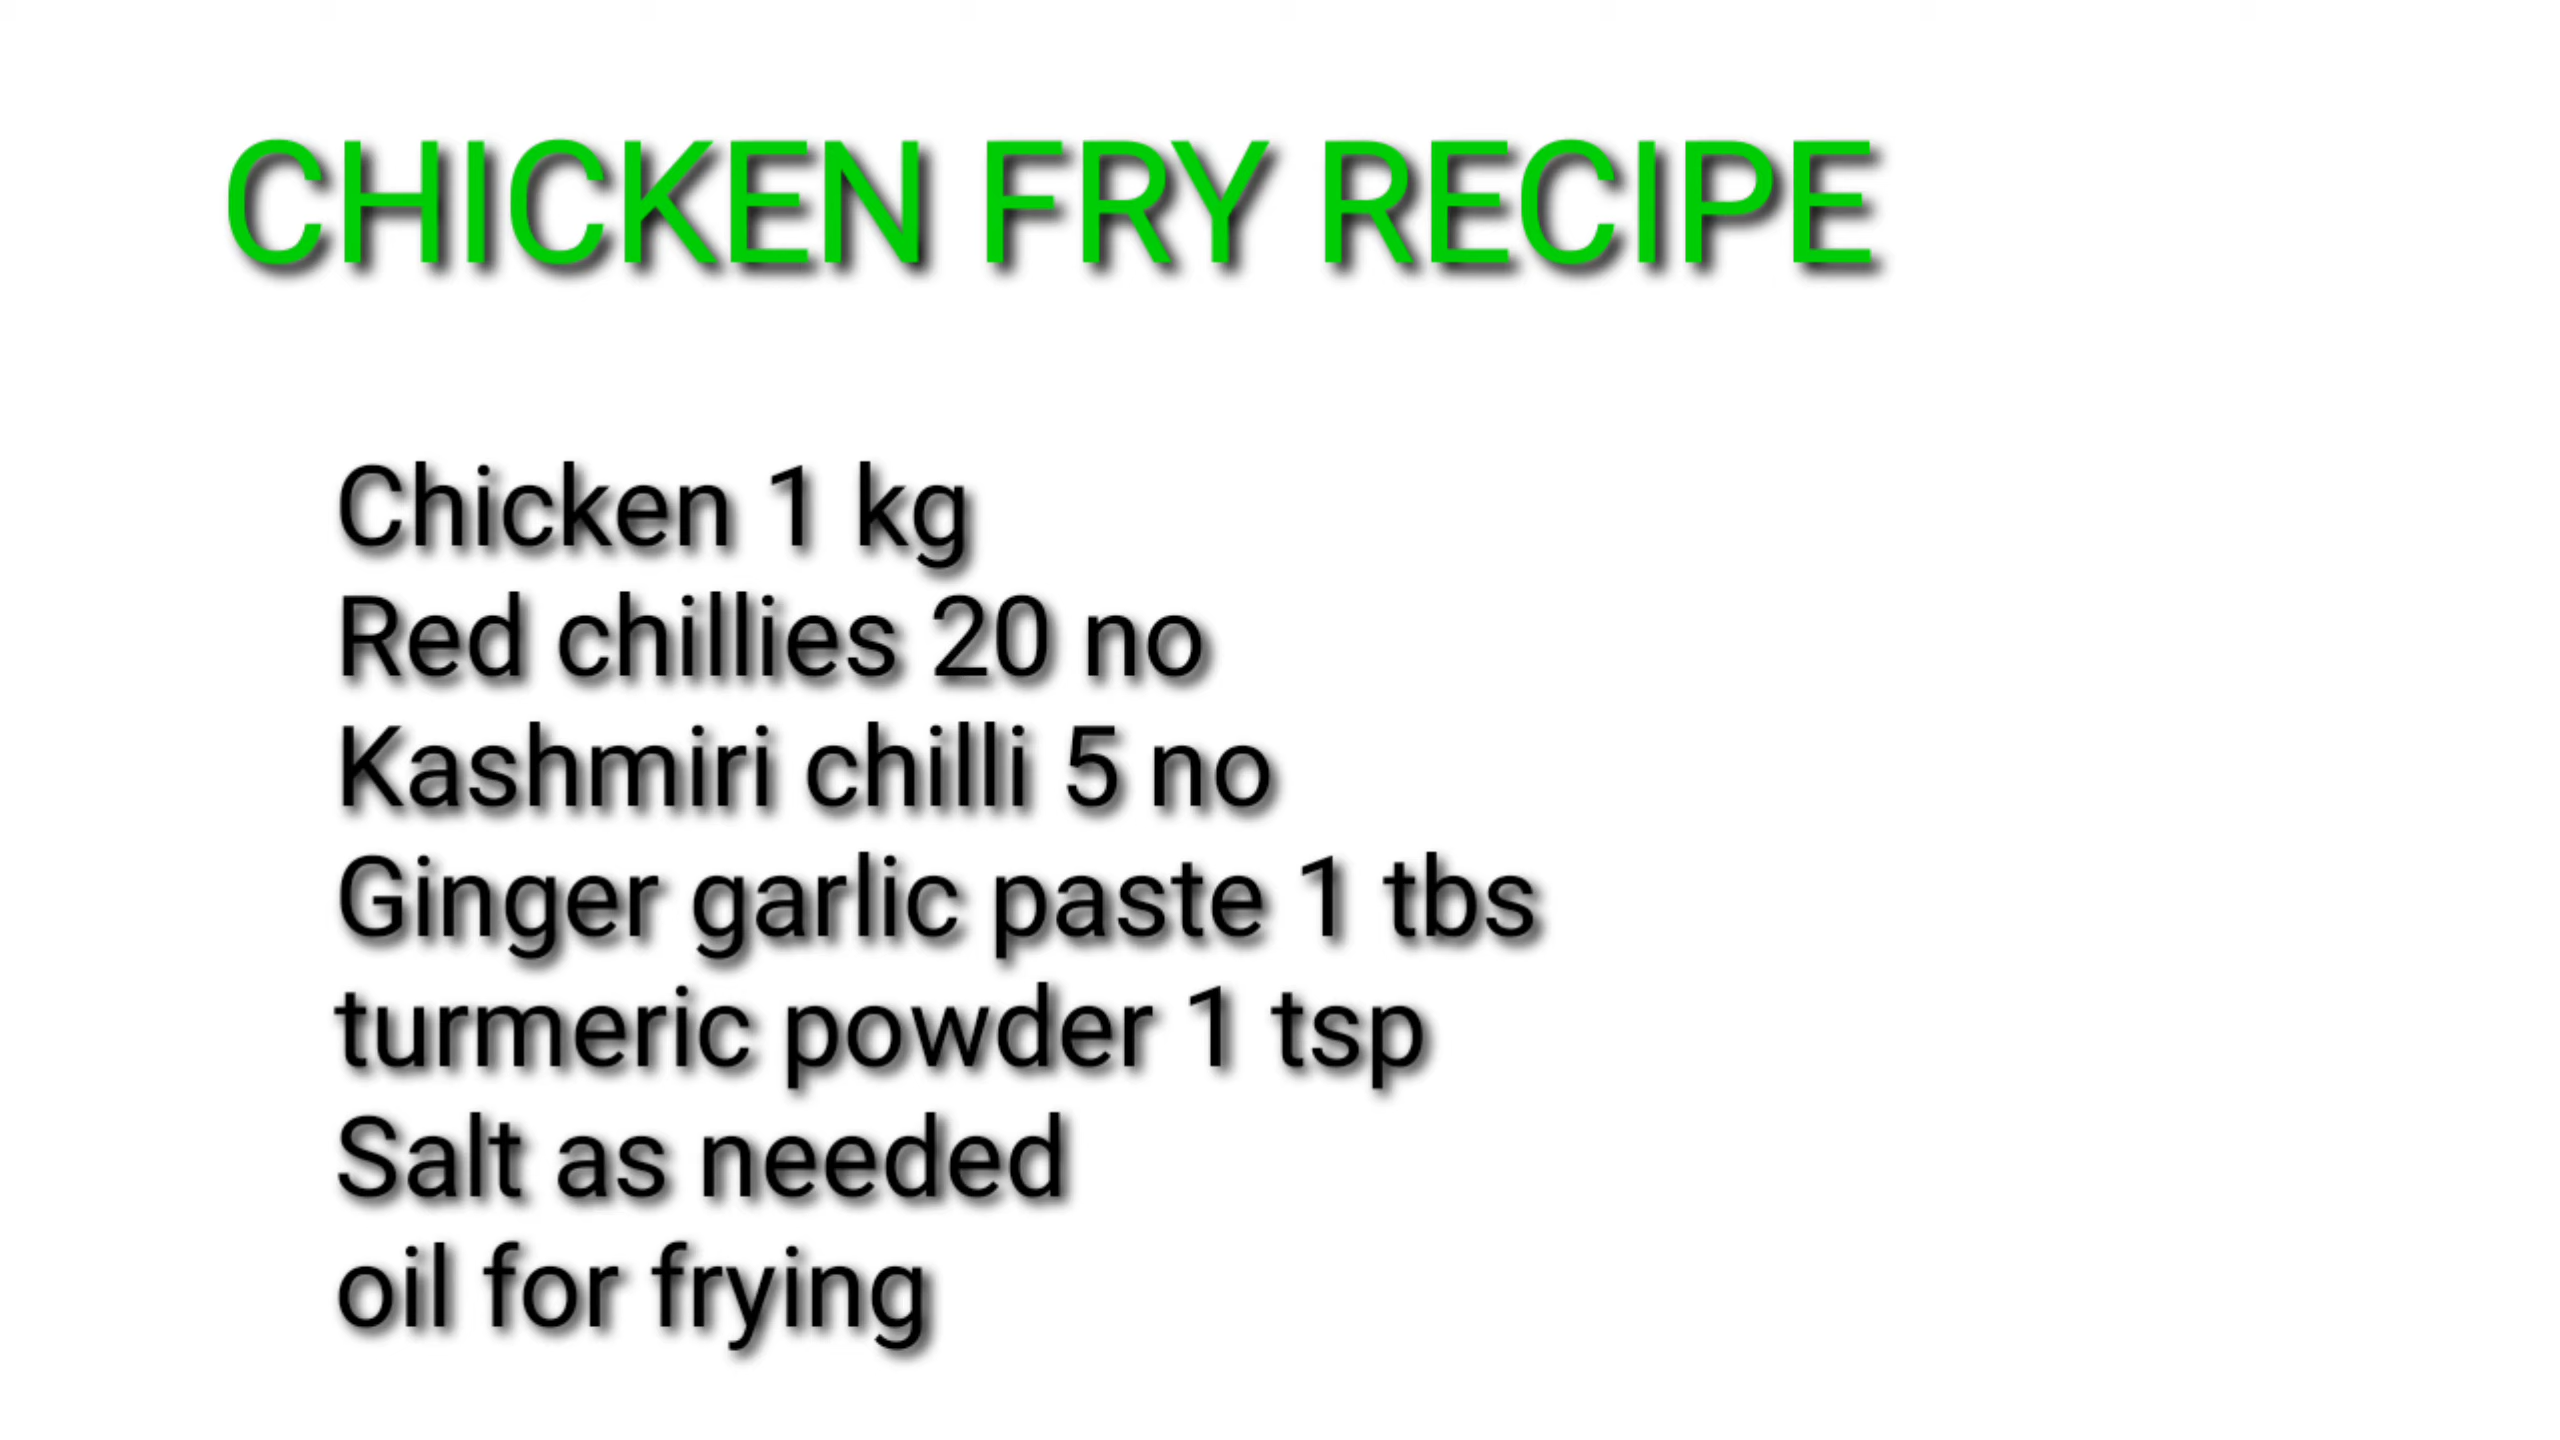 CHICKEN FRY RECIPE
Chicken 1 kg
Red chillies 20 no
Kashmiri chilli 5 no
Ginger garlic paste 1 tbs
turmeric powder 1 tsp
Salt as needed
oil for frying